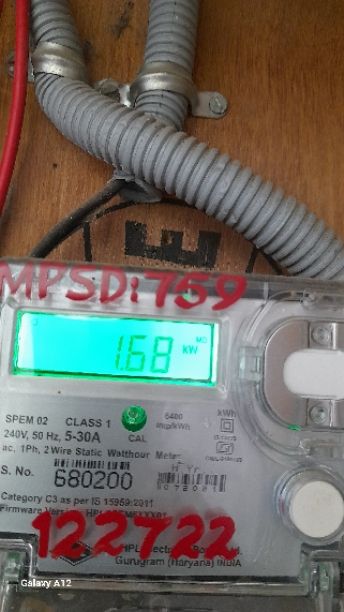 MPSD:759
MD
1.68 kW
SPEM 02 CLASS 1 6400 kWh
240V, 50 Hz, 5-30A CAL imp/kWh
ac, 1Ph, 2 Wire Static Watthour Meter
S. No. 680200
Category C3 as per IS 15959:2011
Firmware Version
122722
Gurugram (Haryana) INDIA
Galaxy A12